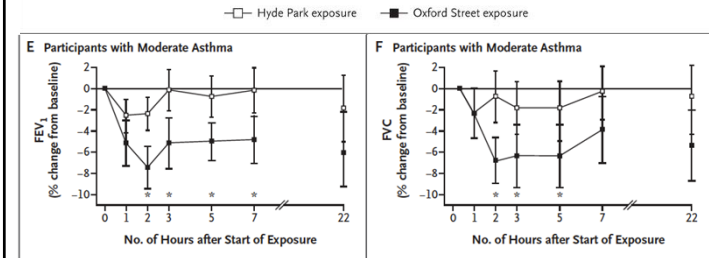 Hyde Park exposure Oxford Street exposure
E Participants with Moderate Asthma
FEV1
(% change from baseline)
2
0
−2
−4
−6
−8
−10
* * * *
0 1 2 3 5 7 22
No. of Hours after Start of Exposure
F Participants with Moderate Asthma
FVC
(% change from baseline)
2
0
−2
−4
−6
−8
−10
* * *
0 1 2 3 5 7 22
No. of Hours after Start of Exposure